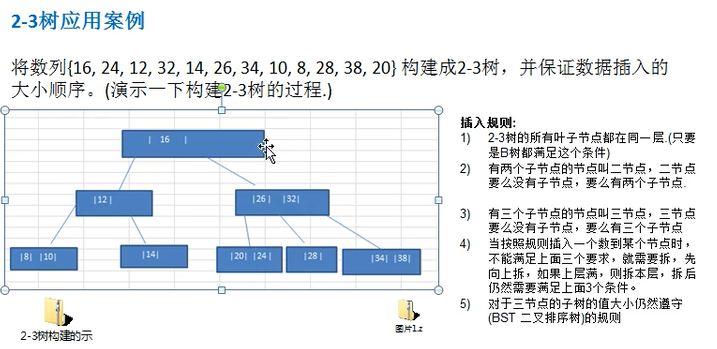 2-3树应用案例
将数列{16, 24, 12, 32, 14, 26, 34, 10, 8, 28, 38, 20} 构建成2-3树，并保证数据插入的
大小顺序。(演示一下构建2-3树的过程.)
| 16 |
|12 |
|26 | |32|
|8| |10|
|14|
|20| |24 |
|28 |
|34| |38|
2-3树构建的示
图片1.z
插入规则:
1) 2-3树的所有叶子节点都在同一层.(只要
是B树都满足这个条件)
2) 有两个子节点的节点叫二节点，二节点
要么没有子节点，要么有两个子节点.
3) 有三个子节点的节点叫三节点，三节点
要么没有子节点，要么有三个子节点
4) 当按照规则插入一个数到某个节点时，
不能满足上面三个要求，就需要拆，先
向上拆，如果上层满，则拆本层，拆后
仍然需要满足上面3个条件。
5) 对于三节点的子树的值大小仍然遵守
(BST 二叉排序树)的规则